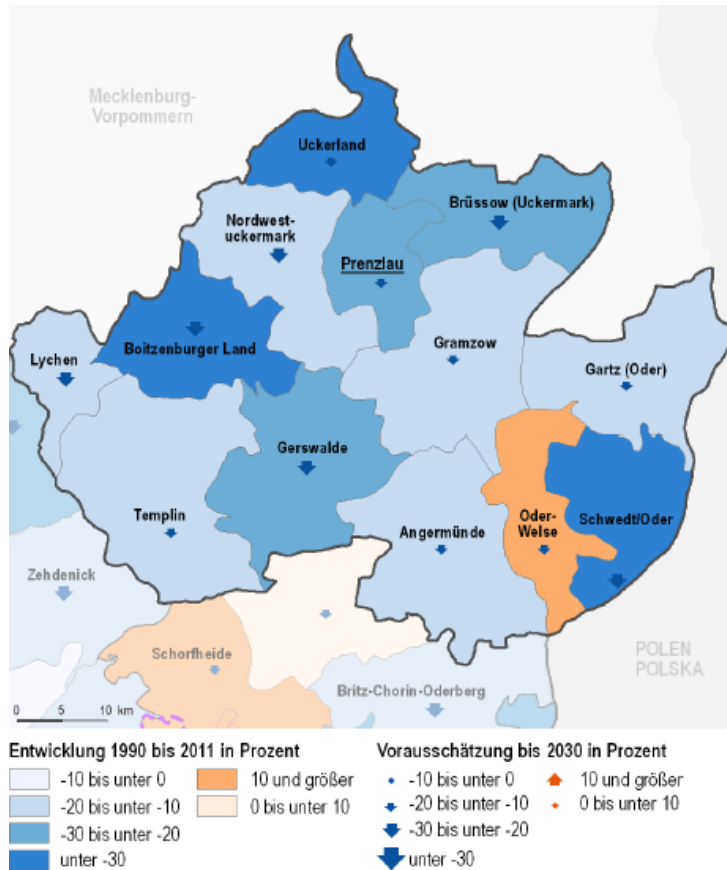 Mecklenburg-
Vorpommern
Uckerland
Brüssow (Uckermark)
Nordwest-
uckermark
Prenzlau
Boitzenburger Land
Lychen
Gramzow
Gartz (Oder)
Gerswalde
Templin
Angermünde
Oder-
Welse
Schwedt/Oder
Zehdenick
Schorfheide
Britz-Chorin-Oderberg
POLEN
POLSKA
0 5 10 km
Entwicklung 1990 bis 2011 in Prozent
-10 bis unter 0
-20 bis unter -10
-30 bis unter -20
unter -30
10 und größer
0 bis unter 10
Vorausschätzung bis 2030 in Prozent
-10 bis unter 0
-20 bis unter -10
-30 bis unter -20
unter -30
10 und größer
0 bis unter 10